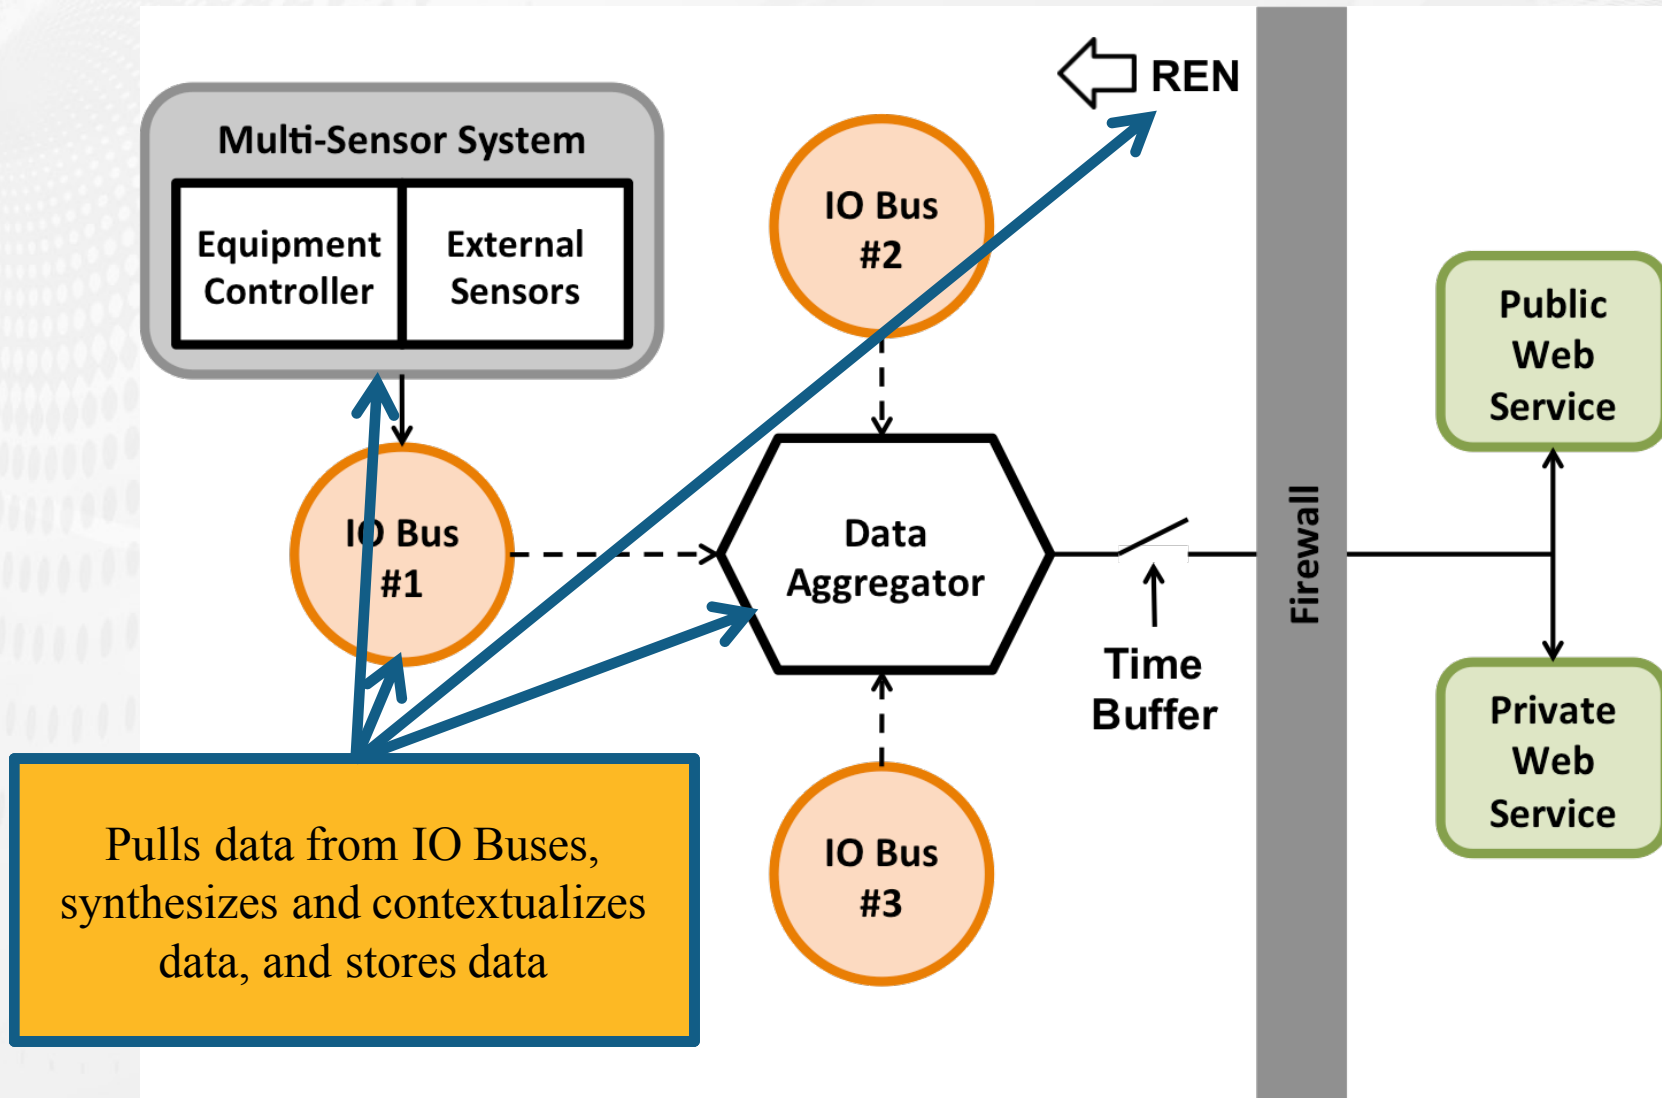 REN
Multi-Sensor System
Equipment
Controller
External
Sensors
IO Bus
#2
Public
Web
Service
IO Bus
#1
Data
Aggregator
Firewall
Time
Buffer
Private
Web
Service
Pulls data from IO Buses,
synthesizes and contextualizes
data, and stores data
IO Bus
#3